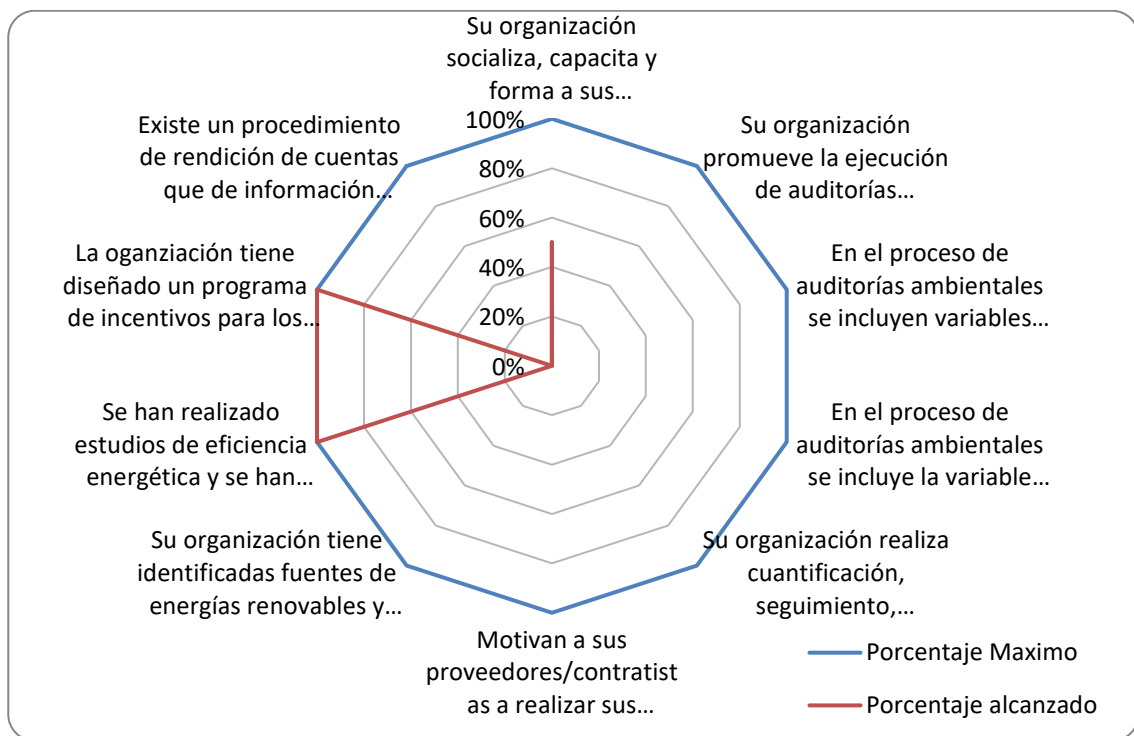 Su organización
socializa, capacita y
forma a sus...
Su organización
promueve la ejecución
de auditorías...
En el proceso de
auditorías ambientales
se incluyen variables...
En el proceso de
auditorías ambientales
se incluye la variable...
Su organización realiza
cuantificación,
seguimiento,...
Motivan a sus
proveedores/contratist
as a realizar sus...
Su organización tiene
identificadas fuentes de
energías renovables y...
Se han realizado
estudios de eficiencia
energética y se han...
La oganziación tiene
diseñado un programa
de incentivos para los...
Existe un procedimiento
de rendición de cuentas
que de información...
100%
80%
60%
40%
20%
0%
Porcentaje Maximo
Porcentaje alcanzado